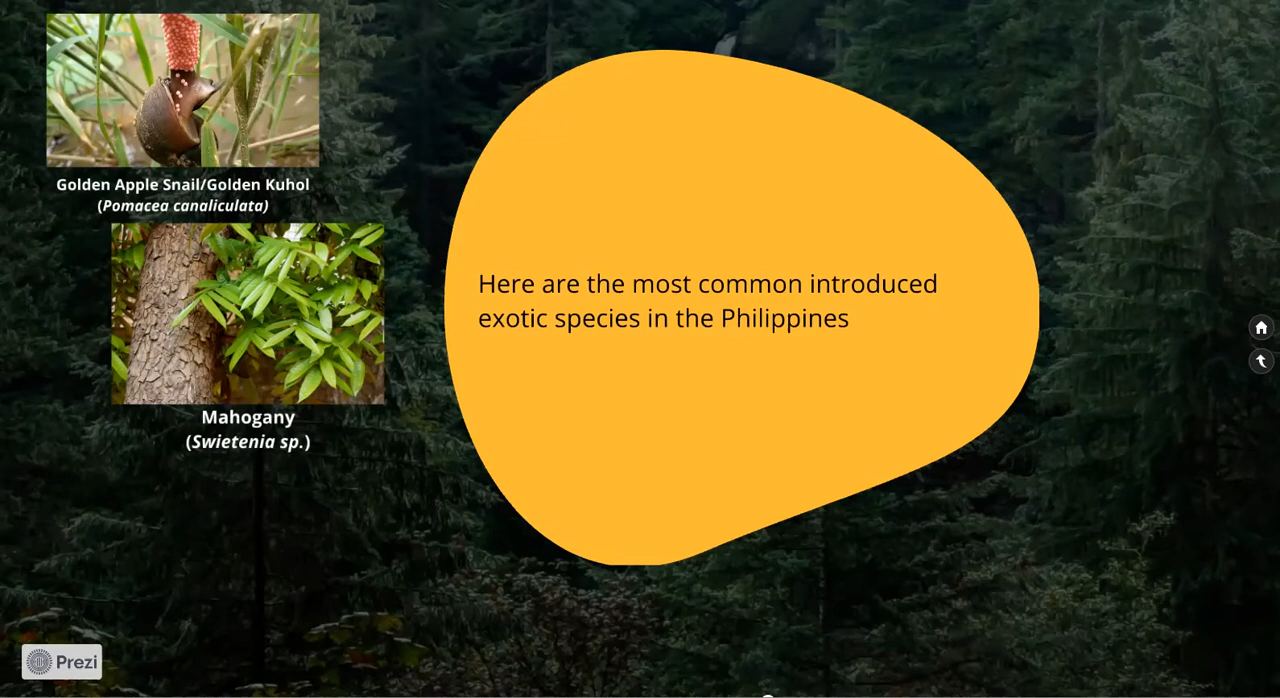 Golden Apple Snail/Golden Kuhol
(Pomacea canaliculata)
Mahogany
(Swietenia sp.)
Here are the most common introduced
exotic species in the Philippines
Prezi